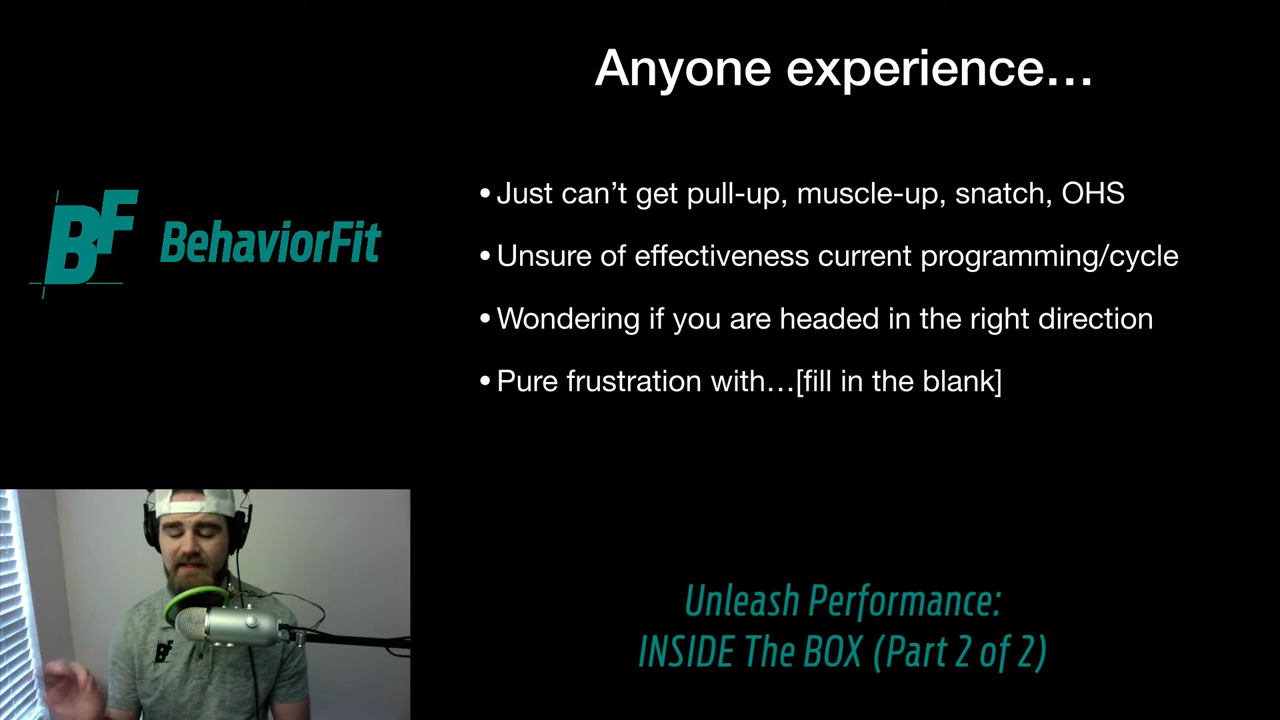 Anyone experience…
BF BehaviorFit
• Just can’t get pull-up, muscle-up, snatch, OHS
• Unsure of effectiveness current programming/cycle
• Wondering if you are headed in the right direction
• Pure frustration with…[fill in the blank]
BF
Unleash Performance:
INSIDE The BOX (Part 2 of 2)